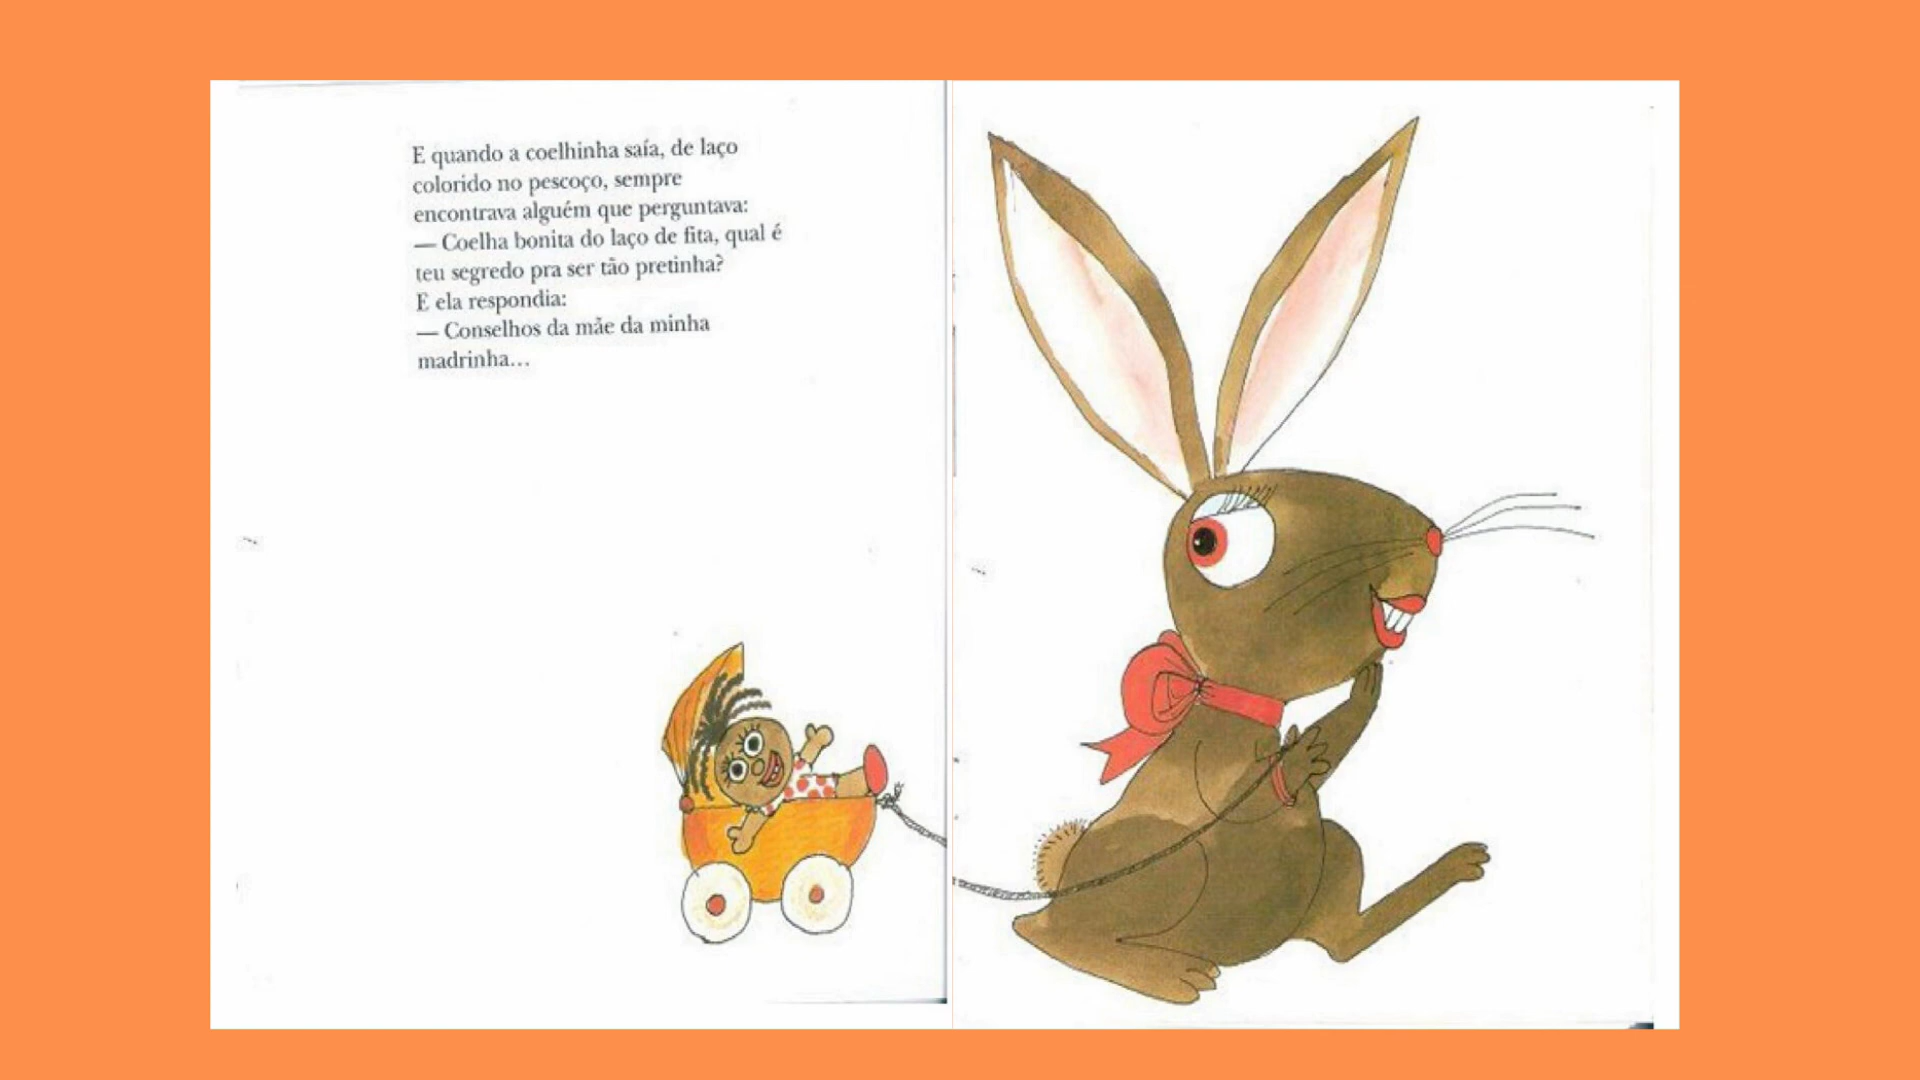 E quando a coelhinha saía, de laço
colorido no pescoço, sempre
encontrava alguém que perguntava:
— Coelha bonita do laço de fita, qual é
teu segredo pra ser tão pretinha?
E ela respondia:
— Conselhos da mãe da minha
madrinha...